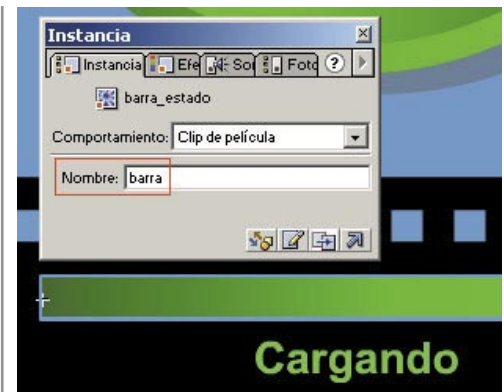 Instancia
Instancia Efe Sor Foto ?
barra_estado
Comportamiento: Clip de película
Nombre: barra
Cargando